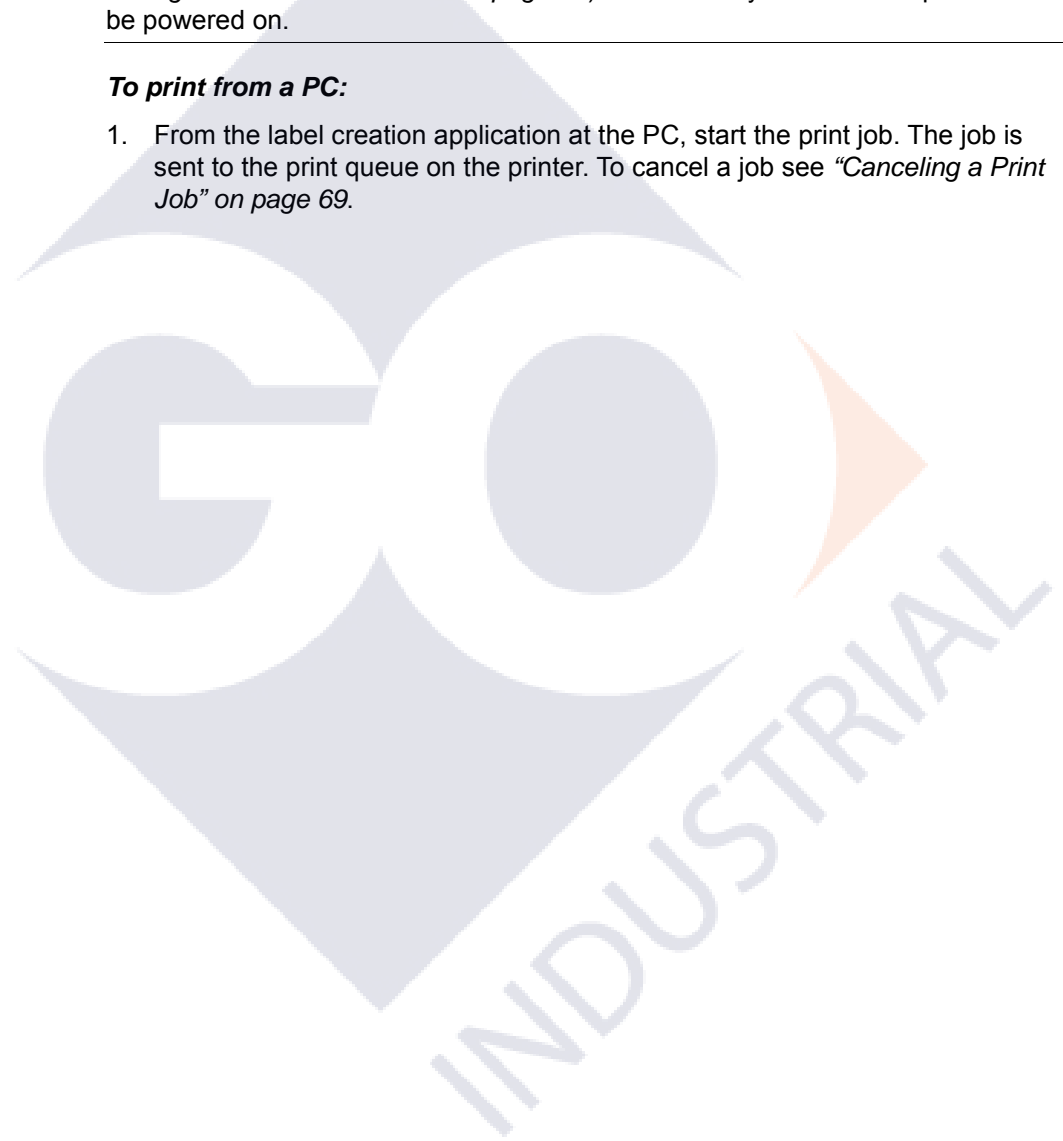 be powered on.
To print from a PC:
1. From the label creation application at the PC, start the print job. The job is
sent to the print queue on the printer. To cancel a job see “Canceling a Print
Job” on page 69.
GO
INDUSTRIAL